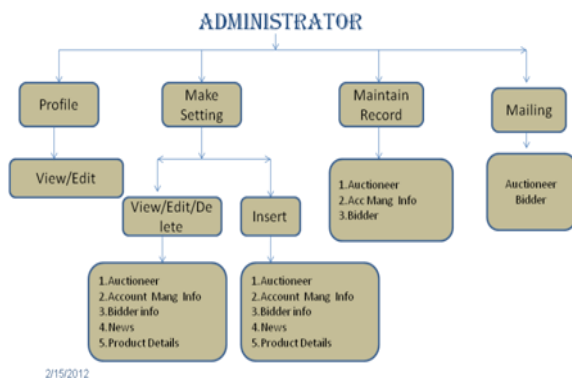 ADMINISTRATOR
Profile
Make
Setting
Maintain
Record
Mailing
View/Edit
View/Edit/De
lete
Insert
1.Auctioneer
2.Acc Mang Info
3.Bidder
Auctioneer
Bidder
1.Auctioneer
2.Account Mang Info
3.Bidder info
4.News
5.Product Details
1.Auctioneer
2.Account Mang Info
3.Bidder info
4.News
5.Product Details
2/15/2012